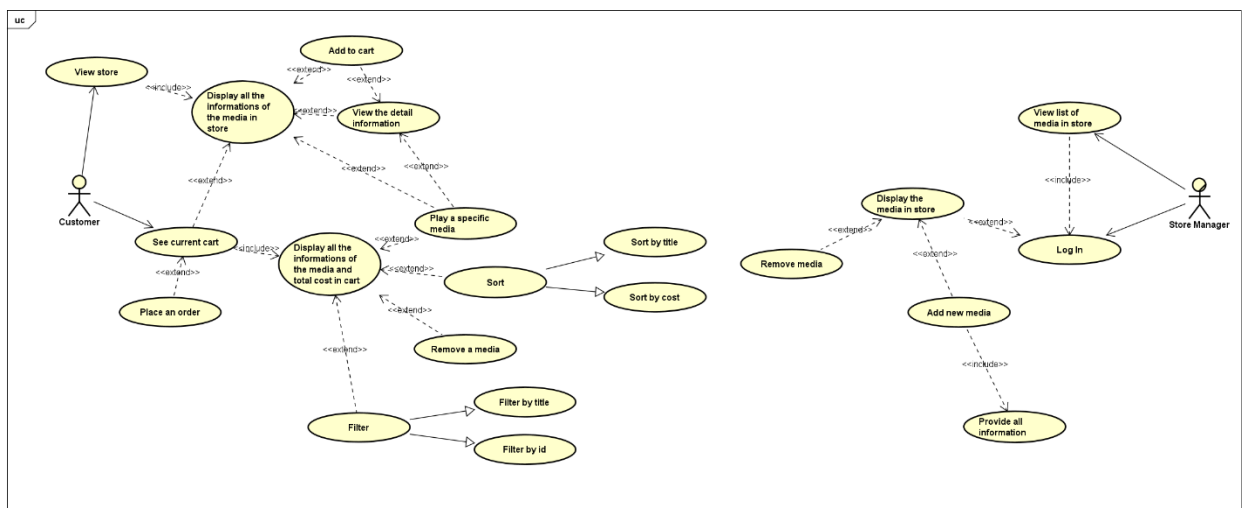 uc
Add to cart
View store
<<extend>>
<<extend>>
<<include>>
Display all the
informations of
the media in
store
<<extend>>
View the detail
information
View list of
media in store
<<extend>>
<<extend>>
<<extend>>
<<include>>
Customer
Play a specific
media
Display the
media in store
Store Manager
See current cart
<<include>>
<<extend>>
Display all the
informations of
the media and
total cost in cart
Sort by title
<<extend>>
<<extend>>
Log In
Remove media
<<extend>>
<<extend>>
Sort
<<extend>>
Sort by cost
Place an order
<<extend>>
Add new media
<<extend>>
Remove a media
<<include>>
Filter by title
Filter
Provide all
information
Filter by id